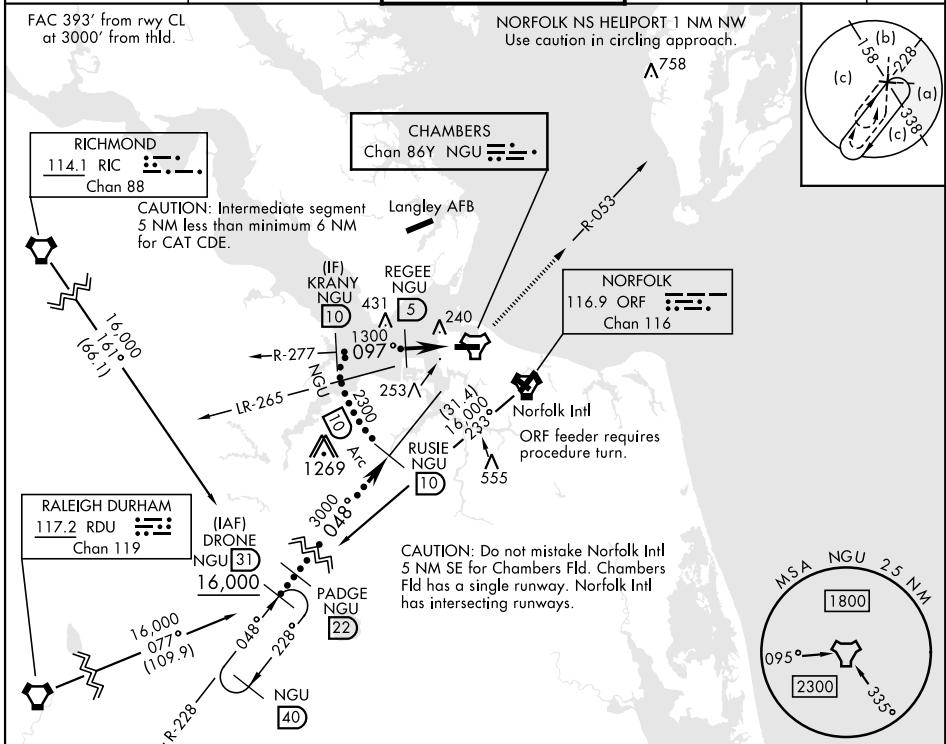 FAC 393' from rwy CL
at 3000' from thld.
NORFOLK NS HELIPORT 1 NM NW
Use caution in circling approach.
758
158
(b)
228
(c)
(a)
338
(c)
RICHMOND
114.1 RIC
Chan 88
CHAMBERS
Chan 86Y NGU
CAUTION: Intermediate segment
5 NM less than minimum 6 NM
for CAT CDE.
Langley AFB
R-053
(IF)
KRANY
NGU
10
REGEE
NGU
5
431
240
NORFOLK
116.9 ORF
Chan 116
16,000
161°
(66.1)
R-277
1300
097°
LR-265
253
NGU
10
Arc
2300
1269
(31.4)
16,000
233°
Norfolk Intl
ORF feeder requires
procedure turn.
RUSIE
NGU
10
555
RALEIGH DURHAM
117.2 RDU
Chan 119
(IAF)
DRONE
NGU 31
16,000
3000
048°
CAUTION: Do not mistake Norfolk Intl
5 NM SE for Chambers Fld. Chambers
Fld has a single runway. Norfolk Intl
has intersecting runways.
PADGE
NGU
22
16,000
077°
(109.9)
048°
228°
R-228
NGU
40
MSA NGU 25 NM
1800
095°
2300
335°